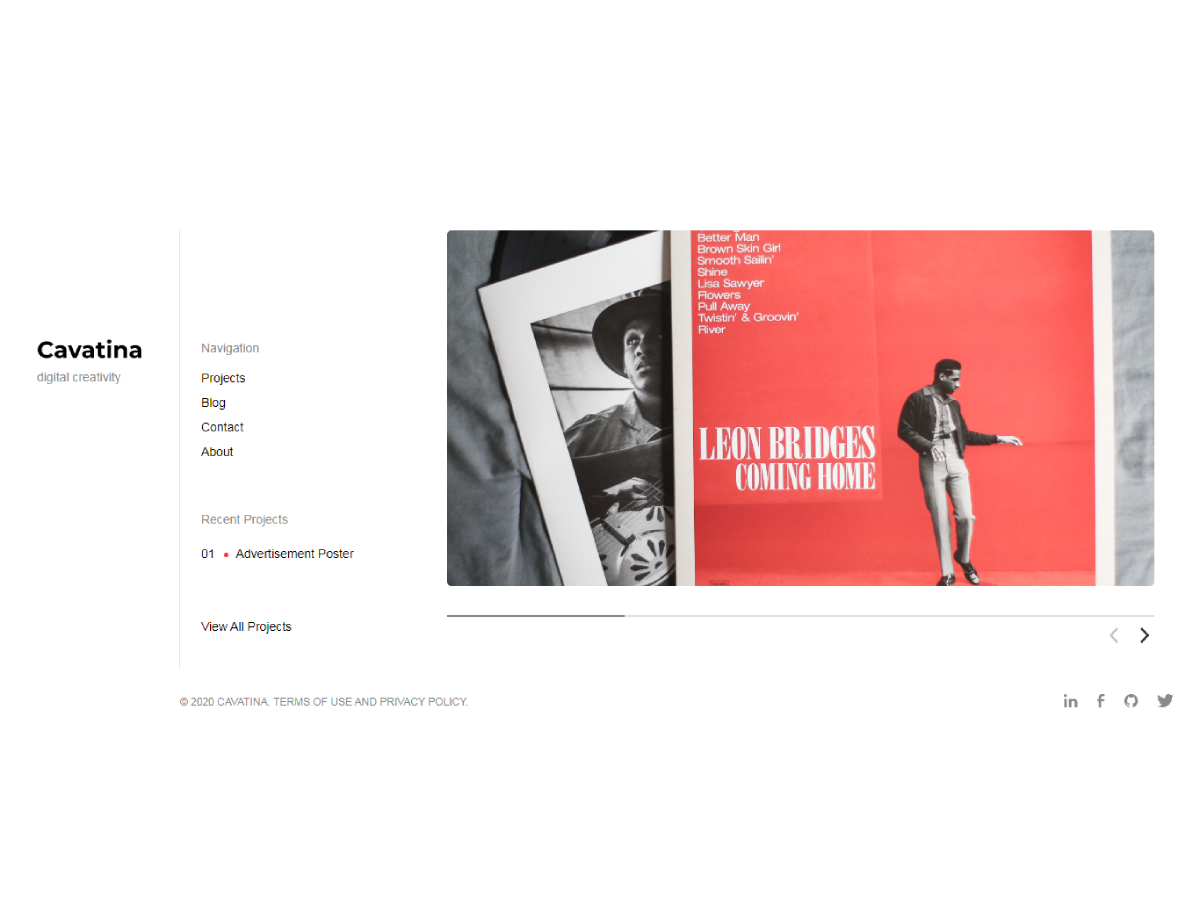 Cavatina
digital creativity
Navigation
Projects
Blog
Contact
About
Recent Projects
01 • Advertisement Poster
View All Projects
Better Man
Brown Skin Girl
Smooth Sailin'
Shine
Lisa Sawyer
Flowers
Pull Away
Twistin' & Groovin'
River
LEON BRIDGES
COMING HOME
© 2020 CAVATINA. TERMS OF USE AND PRIVACY POLICY.